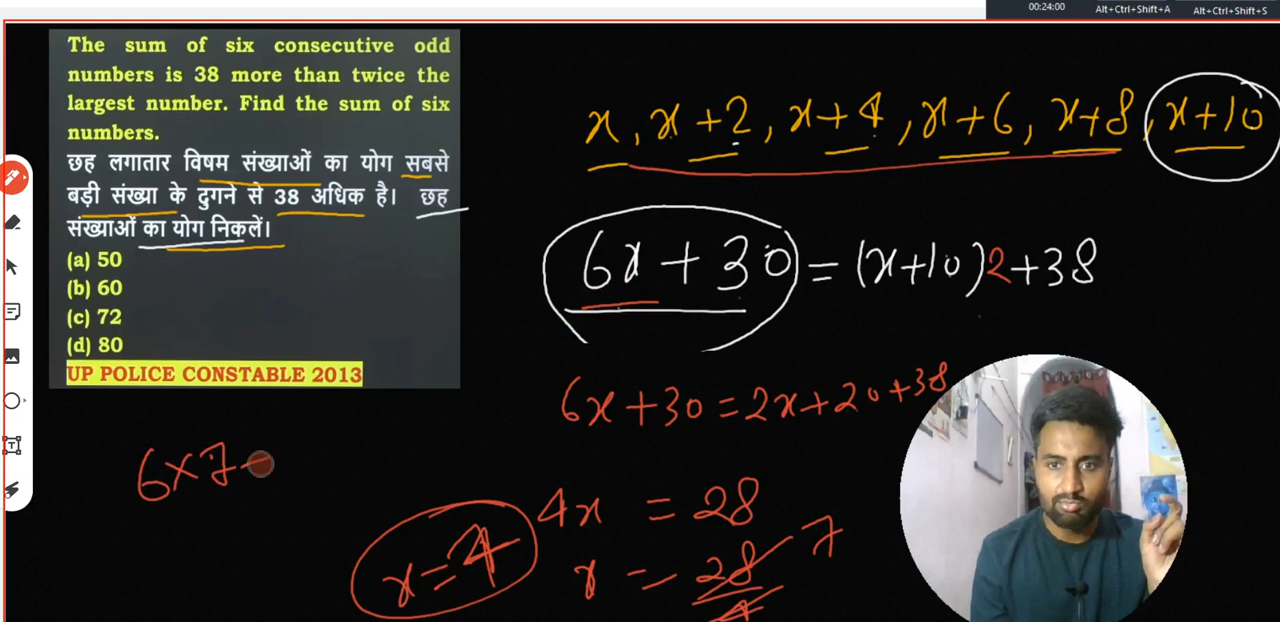 00:24:00 Alt+Ctrl+Shift+A Alt+Ctrl+Shift+S
The sum of six consecutive odd
numbers is 38 more than twice the
largest number. Find the sum of six
numbers.
छह लगातार विषम संख्याओं का योग सबसे
बड़ी संख्या के दुगने से 38 अधिक है। छह
संख्याओं का योग निकलें।
(a) 50
(b) 60
(c) 72
(d) 80
UP POLICE CONSTABLE 2013
x, x+2, x+4, x+6, x+8, x+10
6x+30 = (x+10)2+38
6x+30=2x+20+38
4x = 28
x = 28/4 7
x=7
6×7